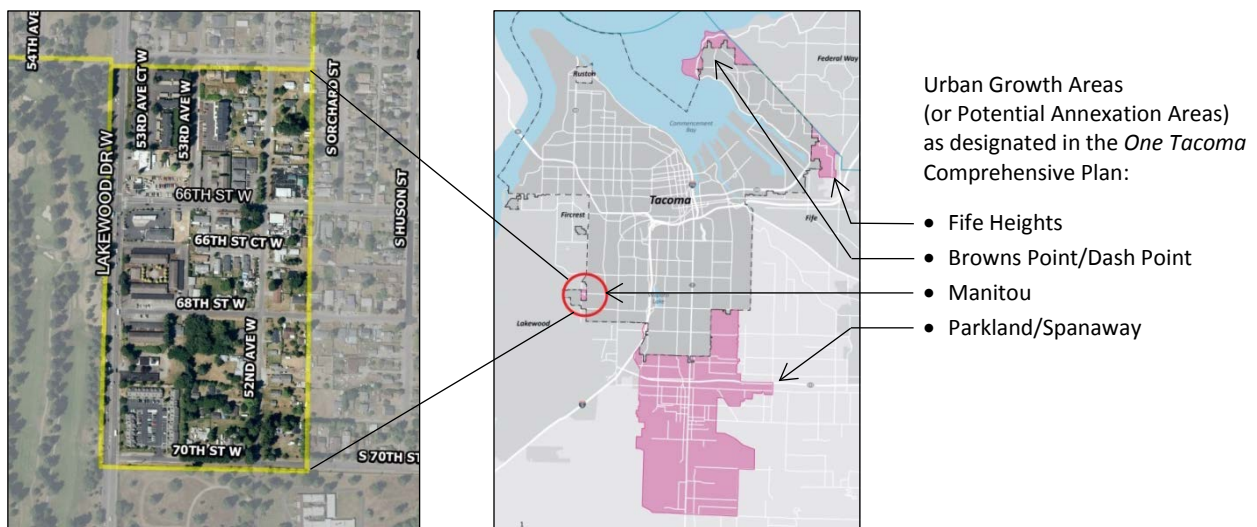 54TH AVE
53RD AVE CT W
53RD AVE W
S ORCHARD ST
LAKEWOOD DR W
S HUSON ST
66TH ST W
66TH ST CT W
68TH ST W
52ND AVE W
70TH ST W
S 70TH ST
Ruston
Federal Way
Commencement
Bay
Tacoma
Fircrest
Fife
Lakewood
1
Urban Growth Areas
(or Potential Annexation Areas)
as designated in the One Tacoma
Comprehensive Plan:
• Fife Heights
• Browns Point/Dash Point
• Manitou
• Parkland/Spanaway